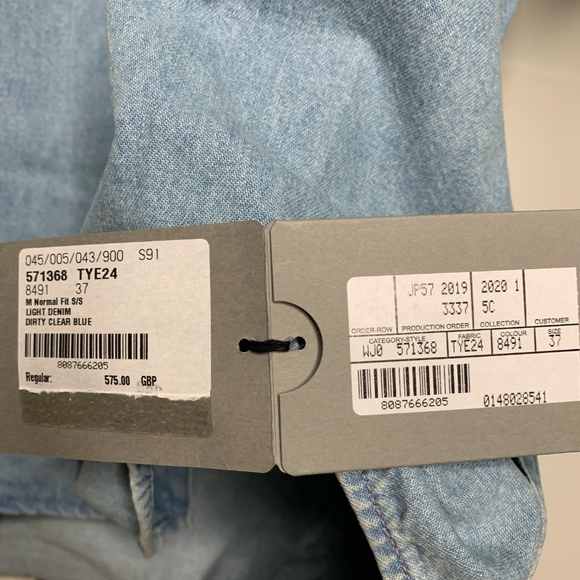 045/005/043/900 S91
571368 TYE24
8491 37
M Normal Fit S/S
LIGHT DENIM
DIRTY CLEAR BLUE
8087666205
Regular: 575.00 GBP
JP57 2019 2020 1
3337 5C
ORDER-ROW PRODUCTION ORDER COLLECTION CUSTOMER
CATEGORY-STYLE FABRIC COLOUR SIZE
WJ0 571368 TYE24 8491 37
8087666205 0148028541